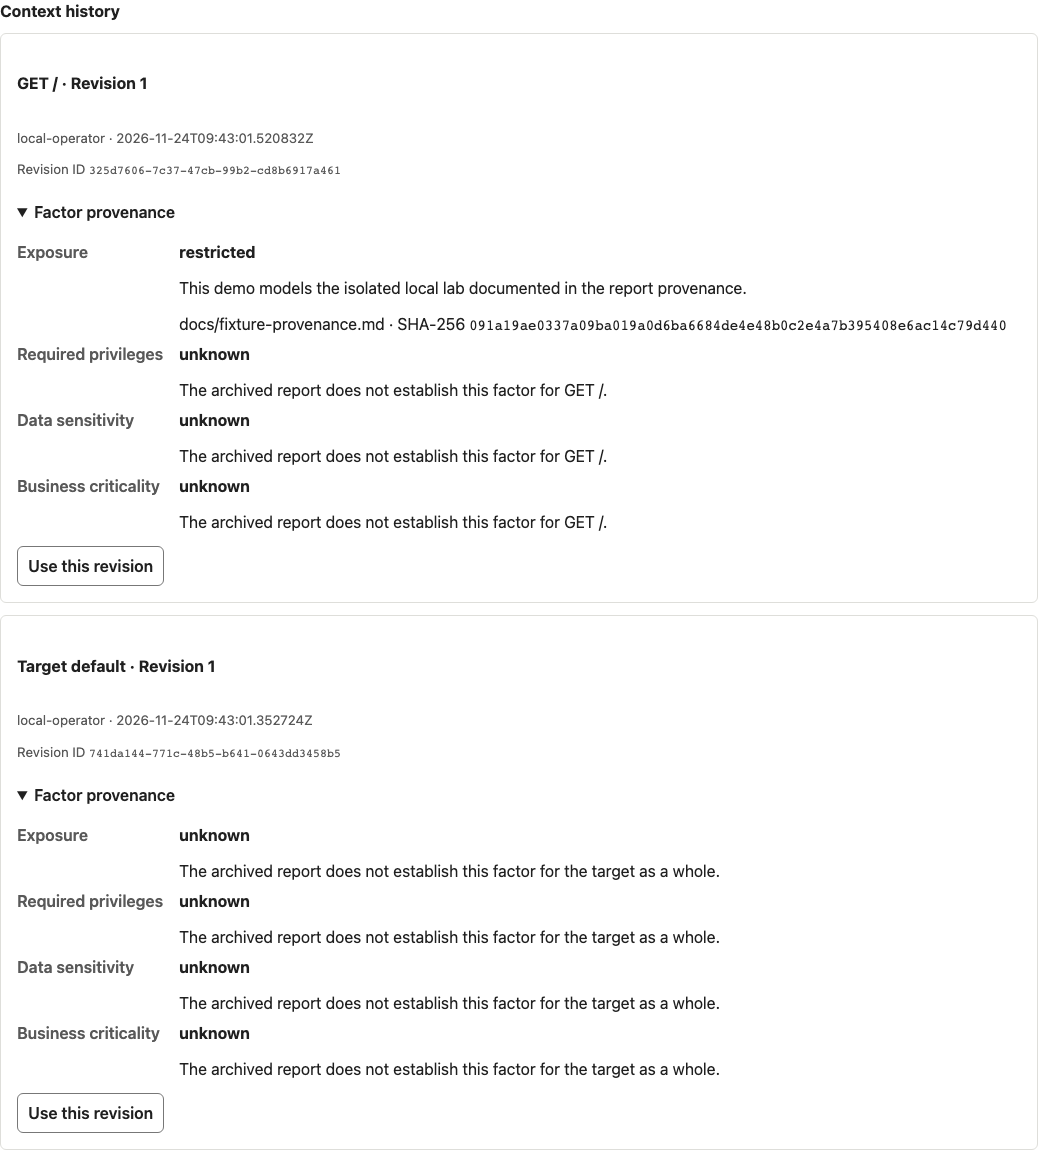 Context history
GET / · Revision 1
local-operator · 2026-11-24T09:43:01.520832Z
Revision ID 325d7606-7c37-47cb-99b2-cd8b6917a461
▼ Factor provenance
Exposure restricted
This demo models the isolated local lab documented in the report provenance.
docs/fixture-provenance.md · SHA-256 091a19ae0337a09ba019a0d6ba6684de4e48b0c2e4a7b395408e6ac14c79d440
Required privileges unknown
The archived report does not establish this factor for GET /.
Data sensitivity unknown
The archived report does not establish this factor for GET /.
Business criticality unknown
The archived report does not establish this factor for GET /.
Use this revision
Target default · Revision 1
local-operator · 2026-11-24T09:43:01.352724Z
Revision ID 741da144-771c-48b5-b641-0643dd3458b5
▼ Factor provenance
Exposure unknown
The archived report does not establish this factor for the target as a whole.
Required privileges unknown
The archived report does not establish this factor for the target as a whole.
Data sensitivity unknown
The archived report does not establish this factor for the target as a whole.
Business criticality unknown
The archived report does not establish this factor for the target as a whole.
Use this revision